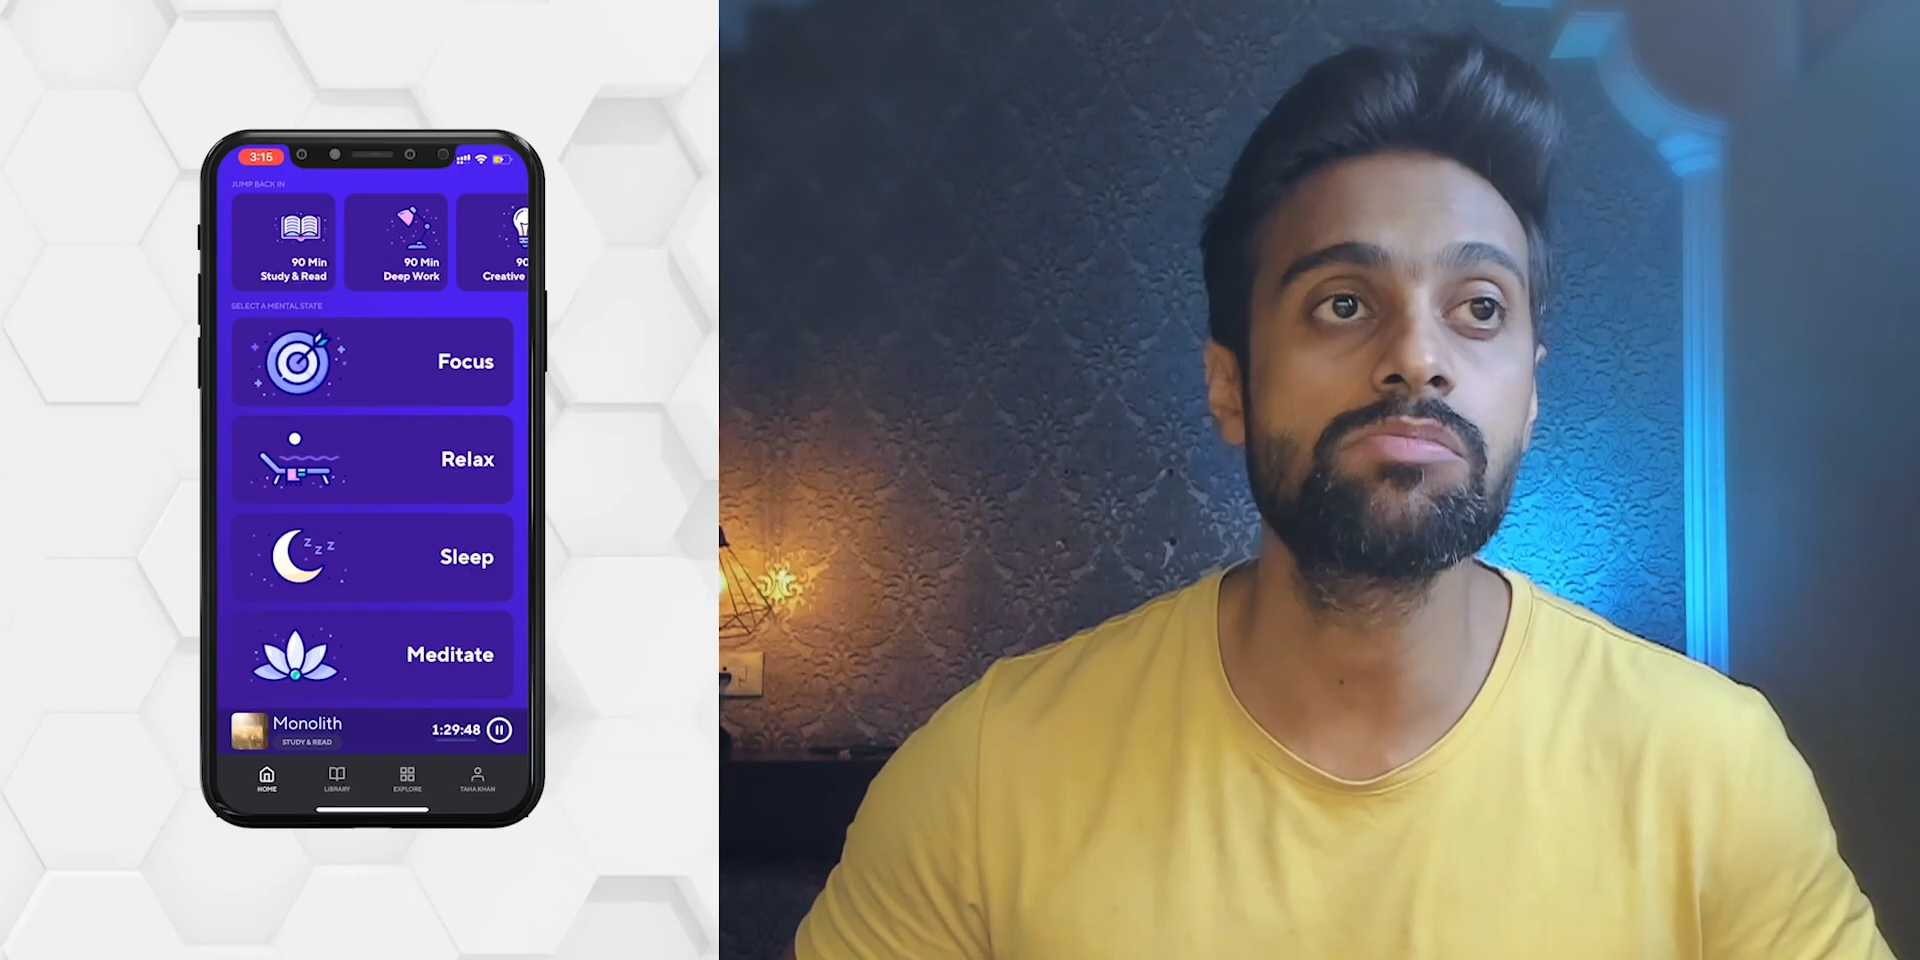 3:15
JUMP BACK IN
90 Min
Study & Read
90 Min
Deep Work
90
Creative
SELECT A MENTAL STATE
Focus
Relax
z z z
Sleep
Meditate
Monolith
STUDY & READ
1:29:48
HOME
LIBRARY
EXPLORE
TAHA KHAN